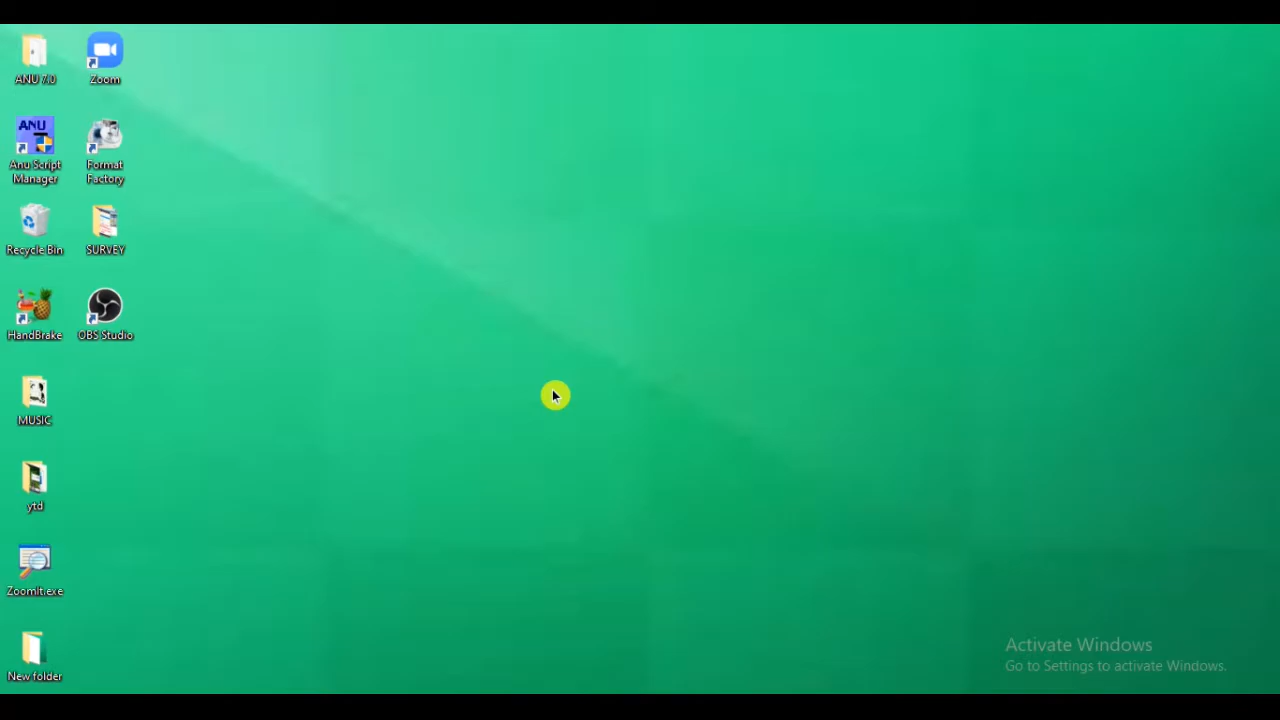 ANU 7.0
Zoom
ANU
Anu Script
Manager
Format
Factory
Recycle Bin
SURVEY
HandBrake
OBS Studio
MUSIC
ytd
ZoomIt.exe
New folder
Activate Windows
Go to Settings to activate Windows.